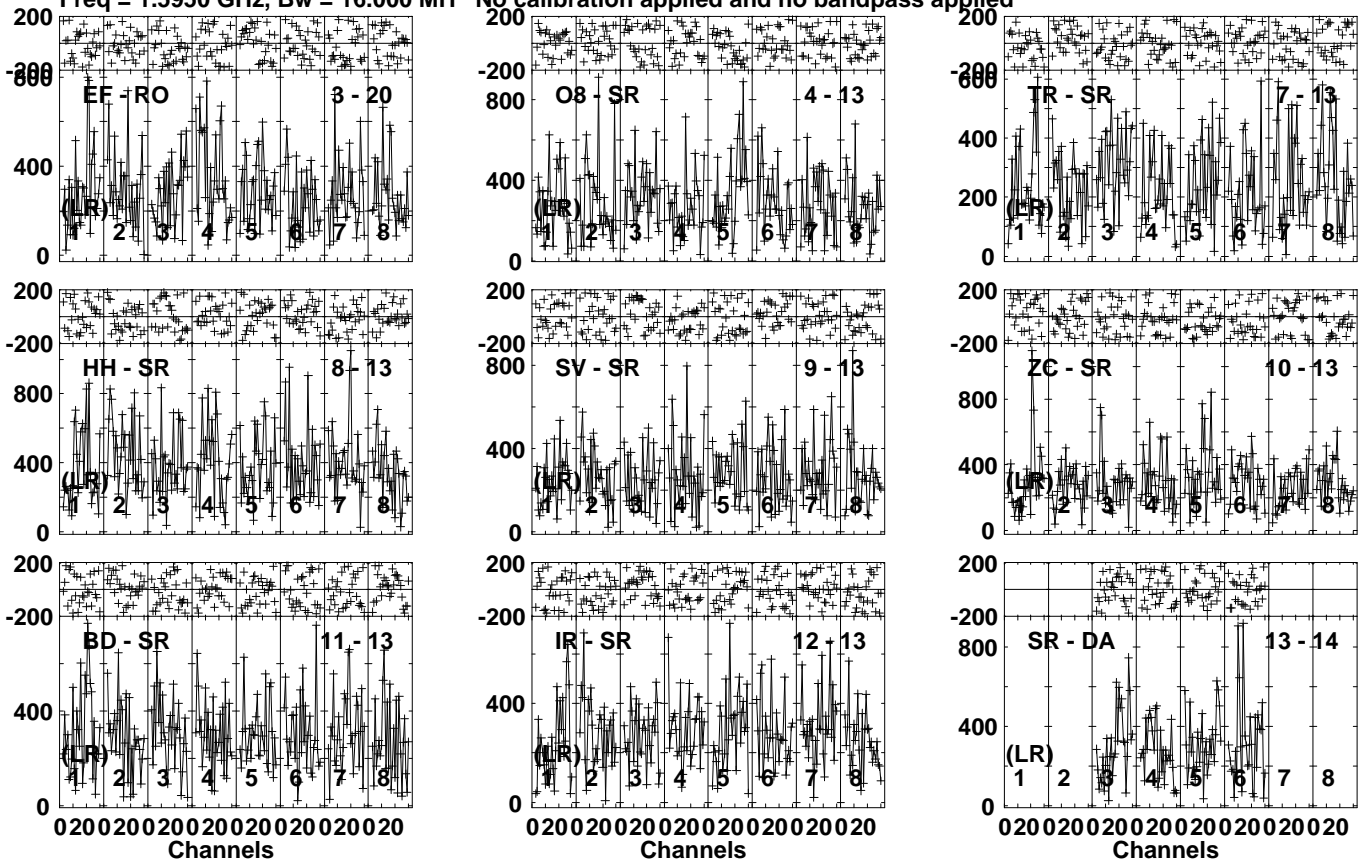 Freq = 1.5950 GHz, Bw = 16.000 MH No calibration applied and no bandpass applied
200 200 200
-200 -200 -200
800 600
EF - RO 3 - 20 O8 - SR 4 - 13 TR - SR 7 - 13
800
400 400 400
200
(LR) (LR) (LR)
1 2 3 4 5 6 7 8 1 2 3 4 5 6 7 8 1 2 3 4 5 6 7 8
0 0 0
200 200 200
-200 -200 -200
HH - SR 8 - 13 SV - SR 9 - 13 ZC - SR 10 - 13
800 800 800
400 400 400
(LR) (LR) (LR)
1 2 3 4 5 6 7 8 1 2 3 4 5 6 7 8 1 2 3 4 5 6 7 8
0 0 0
200 200 200
-200 -200 -200
BD - SR 11 - 13 IR - SR 12 - 13 SR - DA 13 - 14
800
400 400 400
(LR) (LR) (LR)
1 2 3 4 5 6 7 8 1 2 3 4 5 6 7 8 1 2 3 4 5 6 7 8
0 0 0
0 20 0 20 0 20 0 20 0 20 0 20 0 20 0 20 0 20 0 20 0 20 0 20 0 20 0 20 0 20 0 20 0 20 0 20 0 20 0 20 0 20 0 20 0 20 0 20
Channels Channels